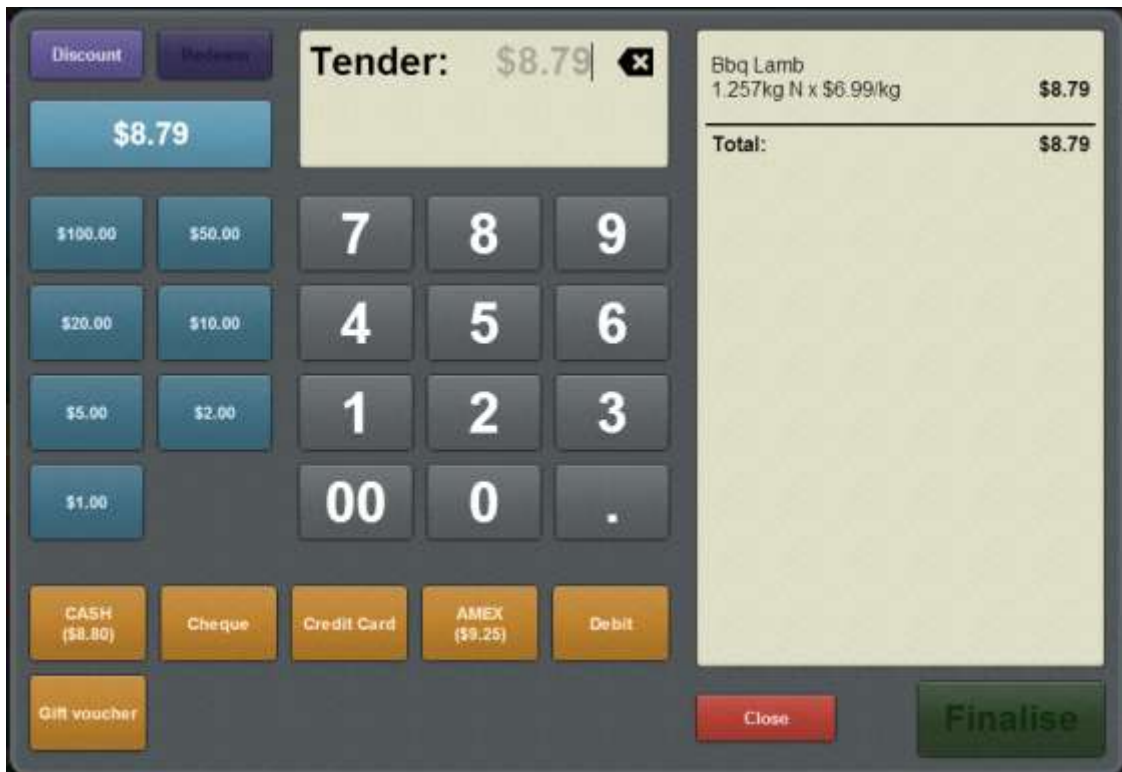 Discount
Redeem
Tender: $8.79
$8.79
Bbq Lamb
1.257kg N x $6.99/kg $8.79
Total: $8.79
$100.00 $50.00 7 8 9
$20.00 $10.00 4 5 6
$5.00 $2.00 1 2 3
$1.00 00 0 .
CASH
($8.80)
Cheque
Credit Card
AMEX
($9.25)
Debit
Gift voucher
Close
Finalise